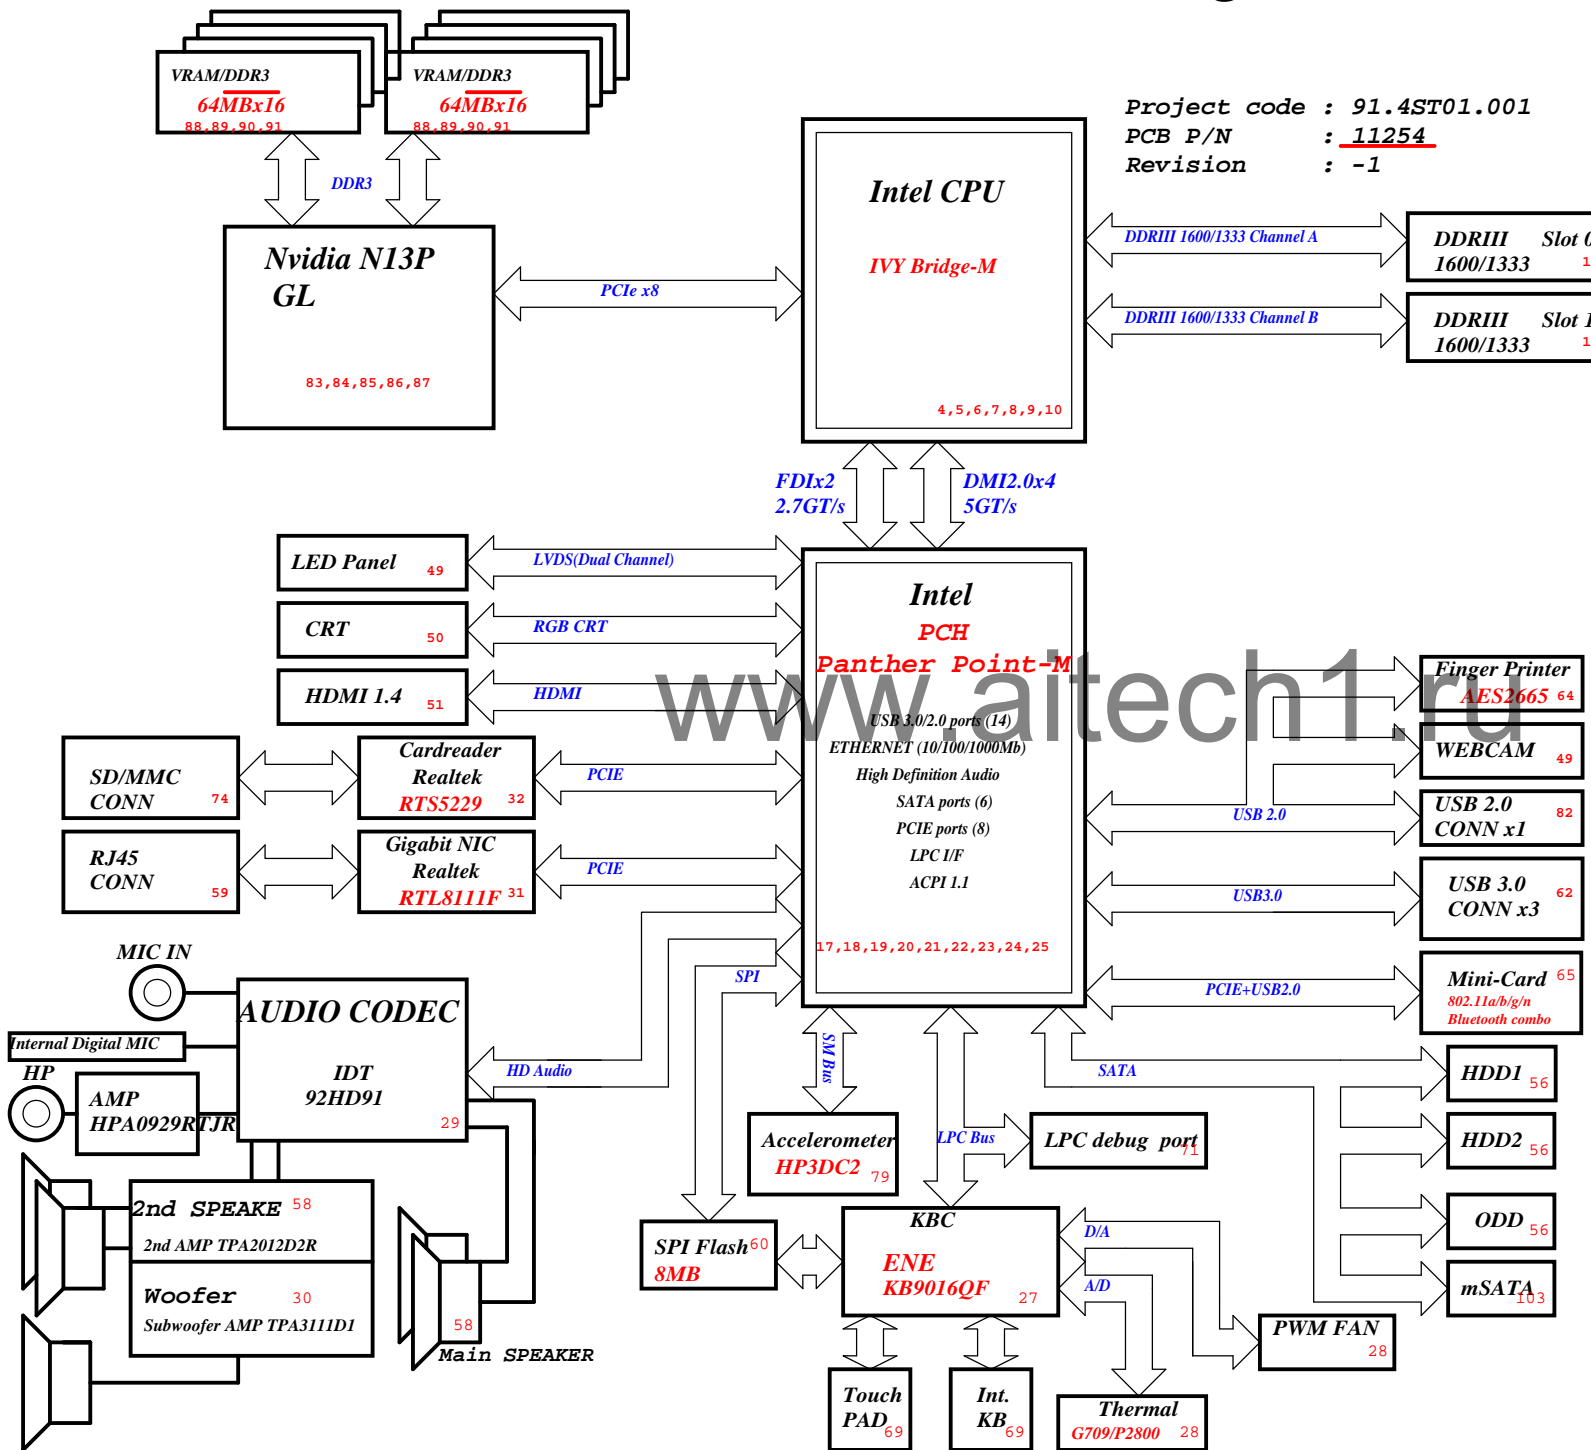 VRAM/DDR3
64MBx16
88,89,90,91
VRAM/DDR3
64MBx16
88,89,90,91
Project code : 91.4ST01.001
PCB P/N : 11254
Revision : -1
DDR3
Intel CPU
IVY Bridge-M
4,5,6,7,8,9,10
Nvidia N13P
GL
83,84,85,86,87
PCIe x8
DDRIII 1600/1333 Channel A
DDRIII Slot 0
1600/1333 1
DDRIII 1600/1333 Channel B
DDRIII Slot 1
1600/1333 1
FDIx2
2.7GT/s
DMI2.0x4
5GT/s
LED Panel 49
LVDS(Dual Channel)
CRT 50
RGB CRT
HDMI 1.4 51
HDMI
Intel
PCH
Panther Point-M
USB 3.0/2.0 ports (14)
ETHERNET (10/100/1000Mb)
High Definition Audio
SATA ports (6)
PCIE ports (8)
LPC I/F
ACPI 1.1
17,18,19,20,21,22,23,24,25
www.aitech1.ru
Finger Printer
AES2665 64
WEBCAM
49
USB 2.0
USB 2.0 82
CONN x1
USB3.0
USB 3.0 62
CONN x3
PCIE+USB2.0
Mini-Card 65
802.11a/b/g/n
Bluetooth combo
SD/MMC
CONN 74
Cardreader
Realtek
RTS5229 32
PCIE
RJ45
CONN 59
Gigabit NIC
Realtek
RTL8111F 31
PCIE
MIC IN
Internal Digital MIC
HP
AMP
HPA0929RTJR
AUDIO CODEC
IDT
92HD91
29
HD Audio
SPI
SM Bus
LPC Bus
SATA
HDD1 56
HDD2 56
ODD 56
mSATA 103
Accelerometer
HP3DC2
79
LPC debug port
71
2nd SPEAKE 58
2nd AMP TPA2012D2R
Woofer 30
Subwoofer AMP TPA3111D1
58
Main SPEAKER
SPI Flash 60
8MB
KBC
ENE
KB9016QF 27
D/A
A/D
PWM FAN
28
Touch
PAD 69
Int.
KB 69
Thermal
G709/P2800 28